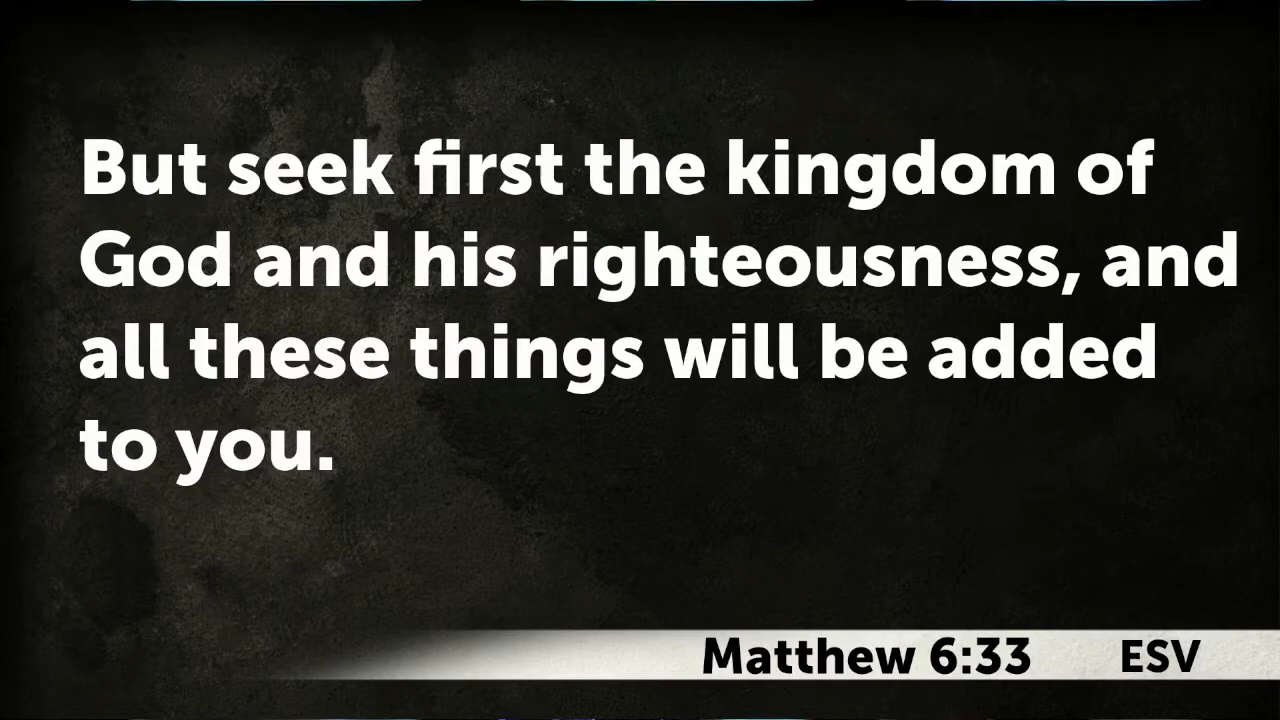 But seek first the kingdom of
God and his righteousness, and
all these things will be added
to you.
Matthew 6:33 ESV